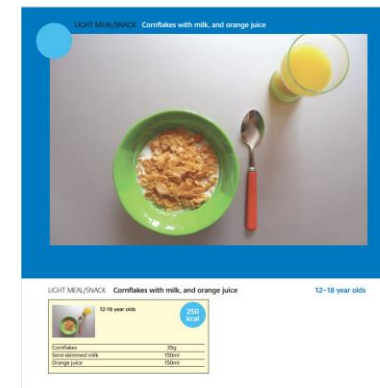 LIGHT MEAL/SNACK Cornflakes with milk, and orange juice
LIGHT MEAL/SNACK Cornflakes with milk, and orange juice 12–18 year olds
12-18 year olds
250
kcal
Cornflakes 35g
Semi-skimmed milk 150ml
Orange juice 150ml